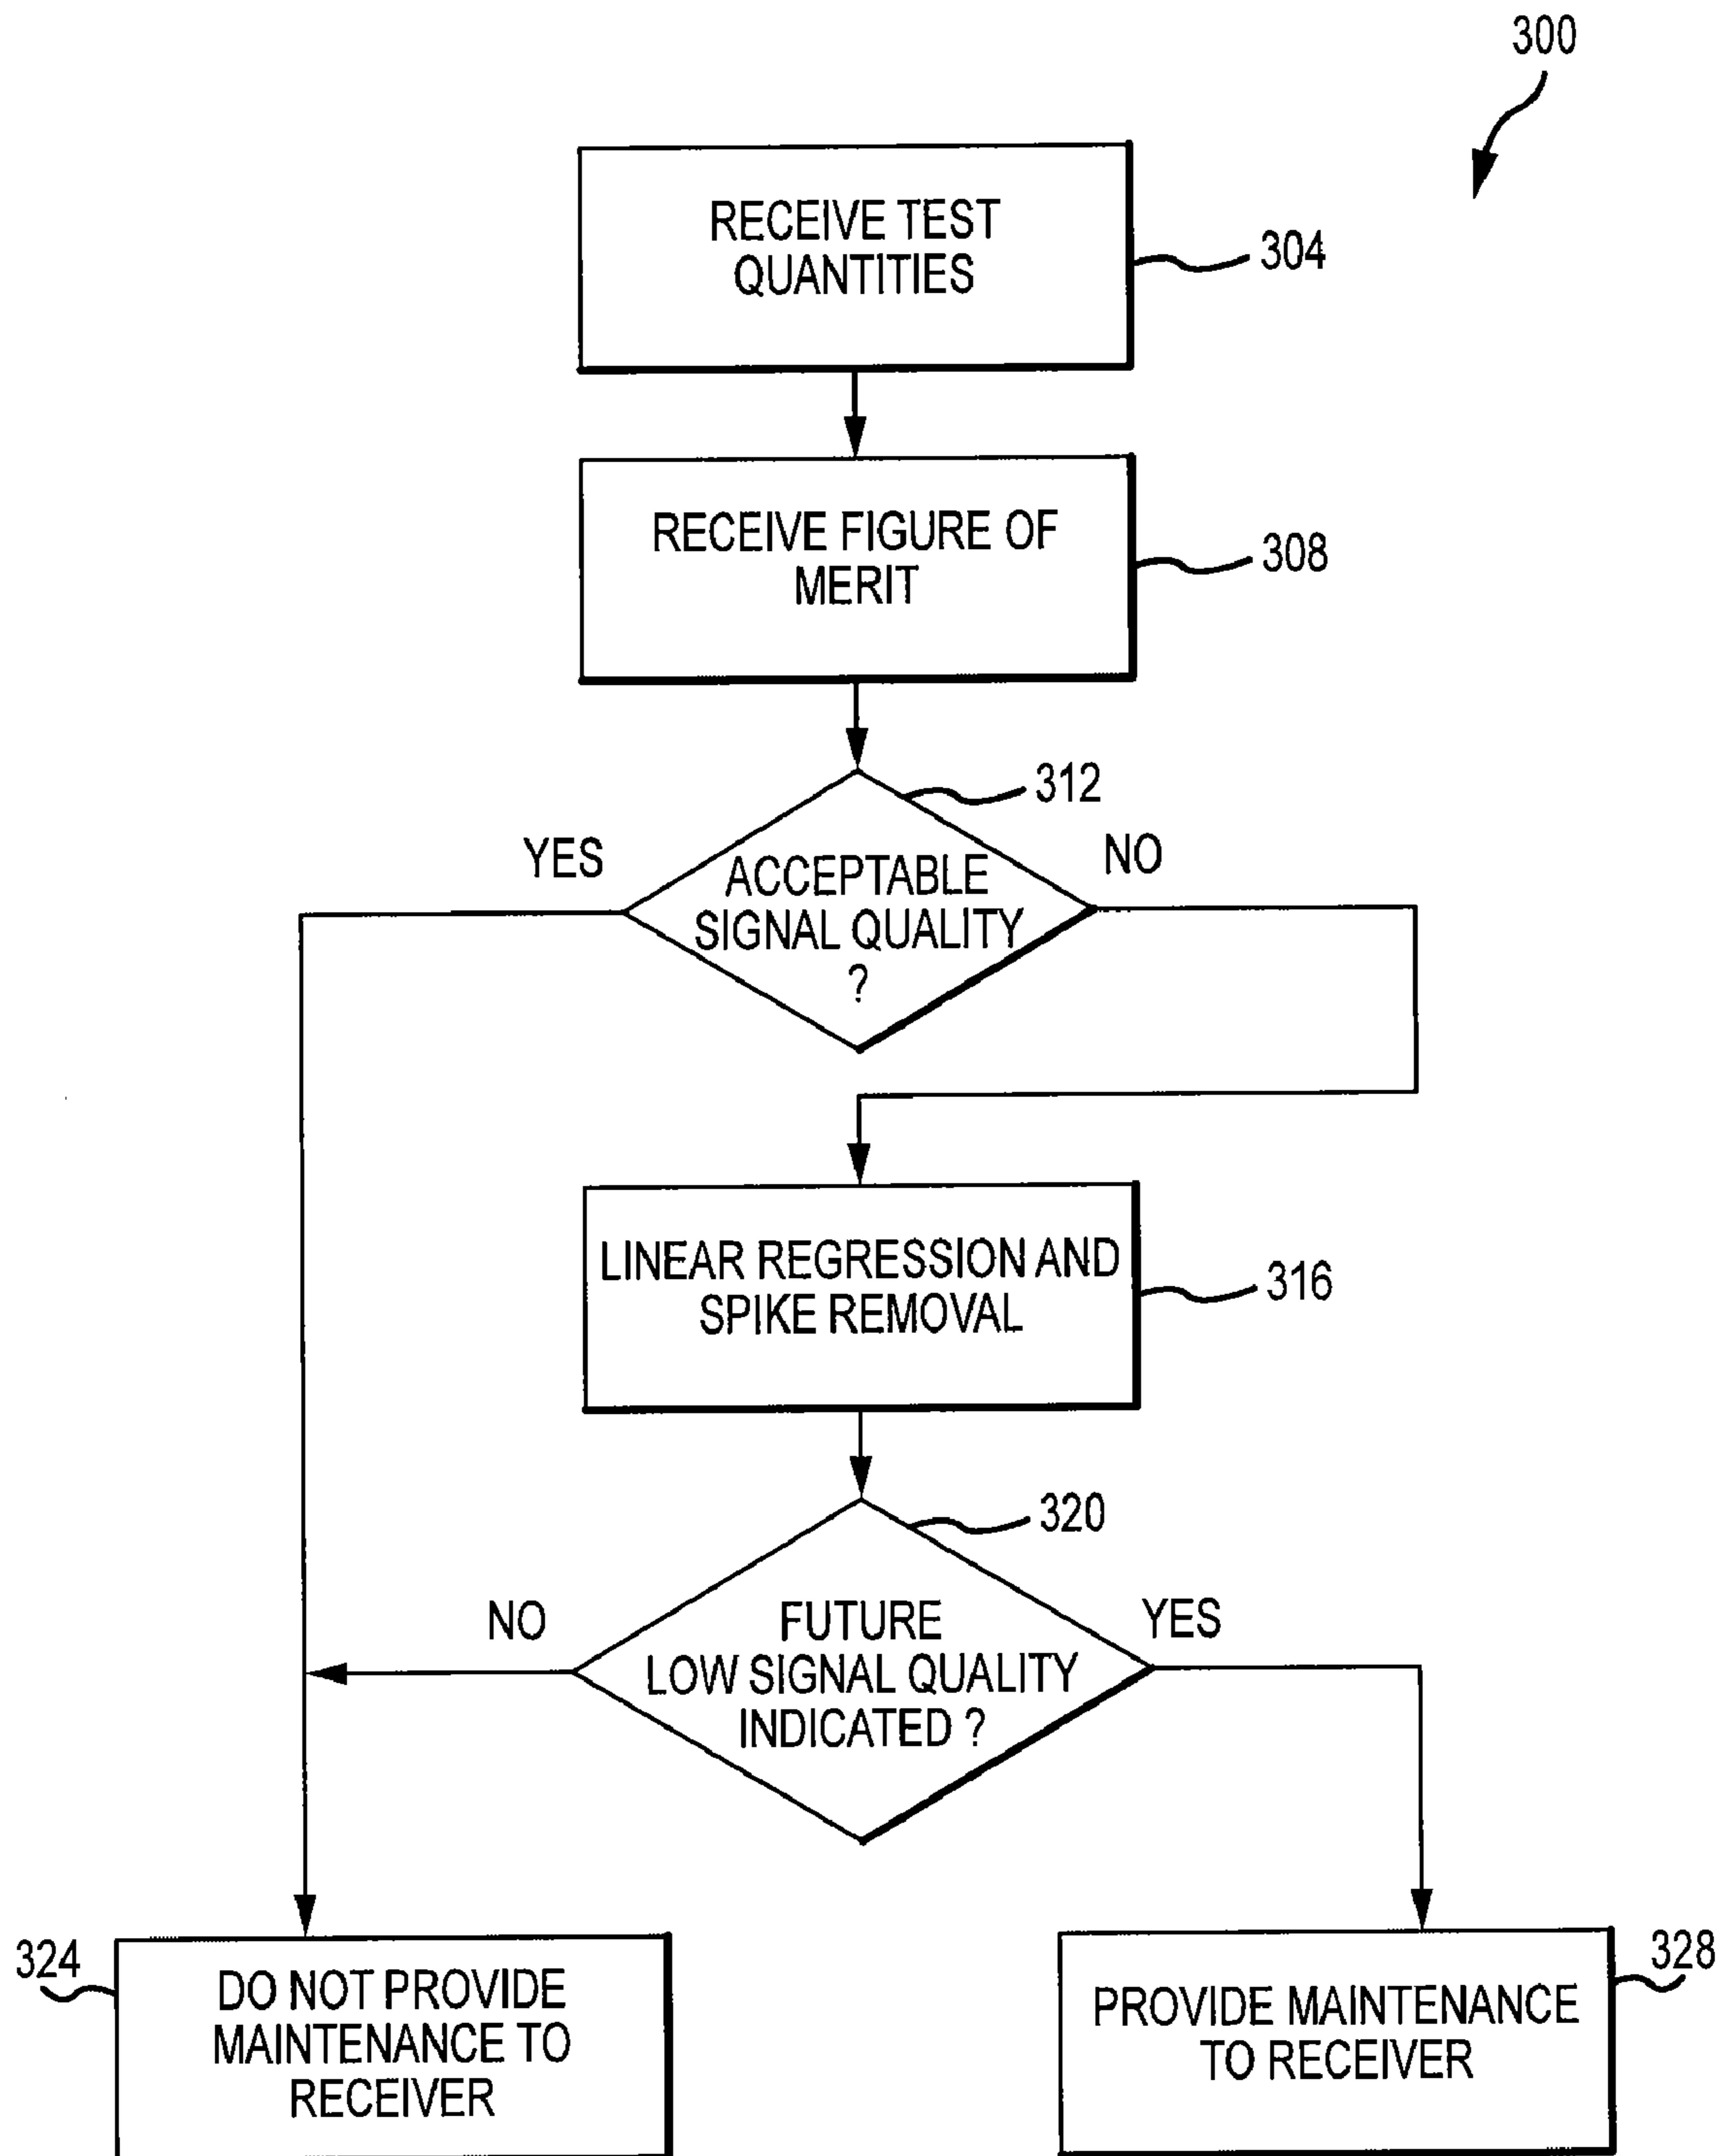 300
RECEIVE TEST
QUANTITIES
304
RECEIVE FIGURE OF
MERIT
308
312
YES
NO
ACCEPTABLE
SIGNAL QUALITY
?
LINEAR REGRESSION AND
SPIKE REMOVAL
316
320
NO
YES
FUTURE
LOW SIGNAL QUALITY
INDICATED ?
324
DO NOT PROVIDE
MAINTENANCE TO
RECEIVER
328
PROVIDE MAINTENANCE
TO RECEIVER